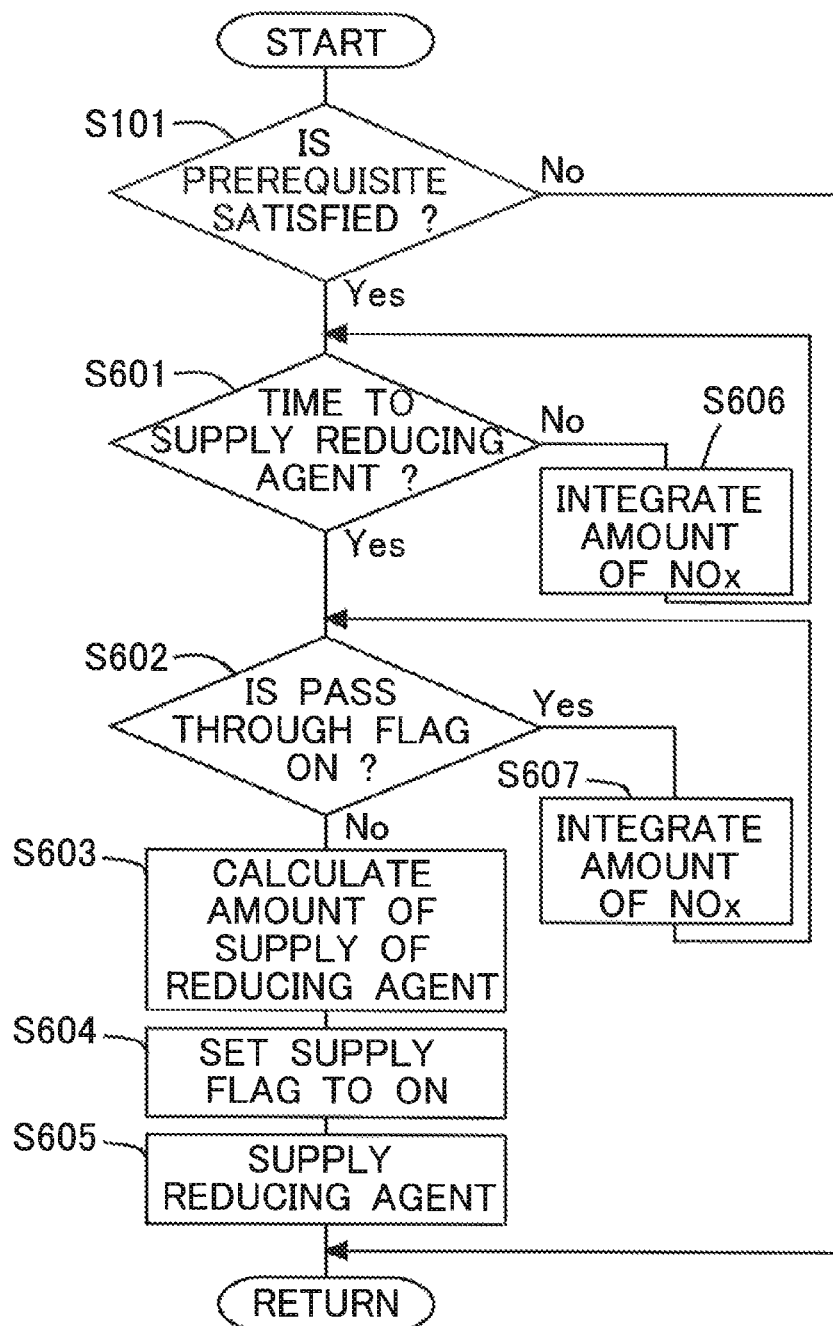 START
S101
IS
PREREQUISITE
SATISFIED ?
No
Yes
S601
TIME TO
SUPPLY REDUCING
AGENT ?
No
S606
INTEGRATE
AMOUNT
OF NOx
Yes
S602
IS PASS
THROUGH FLAG
ON ?
Yes
S607
INTEGRATE
AMOUNT
OF NOx
No
S603
CALCULATE
AMOUNT OF
SUPPLY OF
REDUCING AGENT
S604
SET SUPPLY
FLAG TO ON
S605
SUPPLY
REDUCING AGENT
RETURN